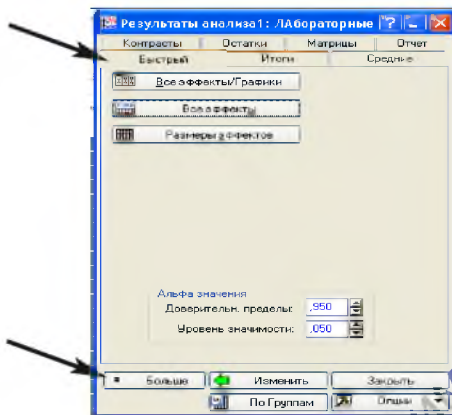 Результаты анализа1: ЛАбораторные
Контрасты Остатки Матрицы Отчет
Быстрый Итоги Средние
Все эффекты/Графики
Все эффекты
Размеры эффектов
Альфа значения
Доверительн. пределы: ,950
Уровень значимости: ,050
Больше Изменить Закрыть
По Группам Опции